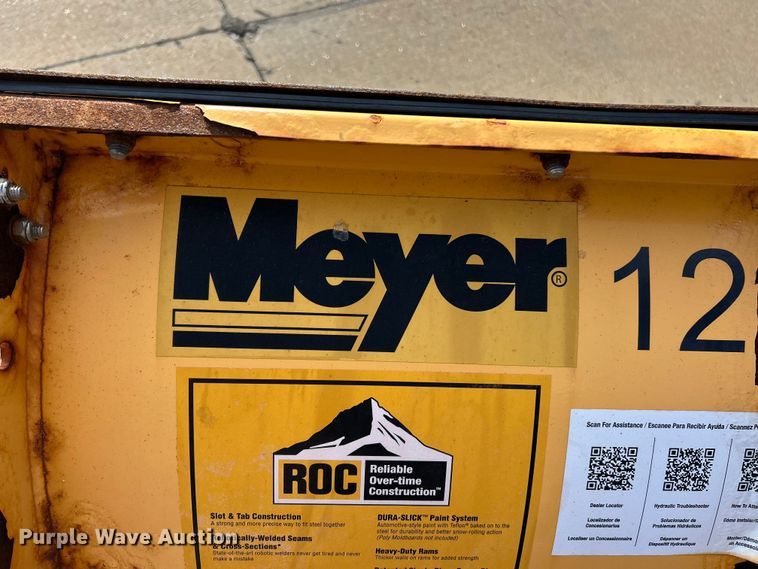 Meyer®
12
ROC
Reliable
Over-time
Construction™
Slot & Tab Construction
A strong and more precise way to fit steel together
-Welded Seams
& Cross-Sections*
State-of-the-art robotic welders never get tired and never
make a mistake
DURA-SLICK™ Paint System
Automotive-style paint with Teflon® baked on to the
steel for durability and better snow-rolling action
(Poly Moldboards not included)
Heavy-Duty Rams
Thicker walls on rams for added strength
Scan For Assistance / Escanee Para Recibir Ayuda / Scannez
Dealer Locator
Localizador de
Concesionarios
Localiser un Concessionnaire
Hydraulic Troubleshooter
Solucionador de
Problemas Hidráulicos
Dépanner un
Dispositif Hydraulique
How To
Cómo
un
Purple Wave Auction